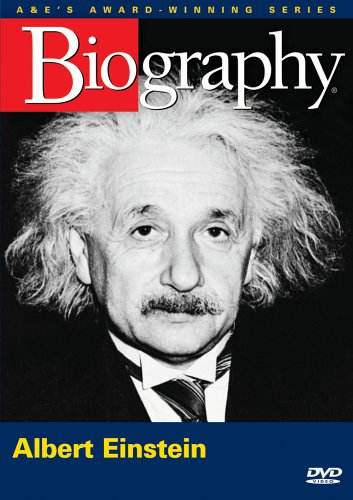 A&E'S AWARD-WINNING SERIES
Biography®
Albert Einstein
DVD
VIDEO